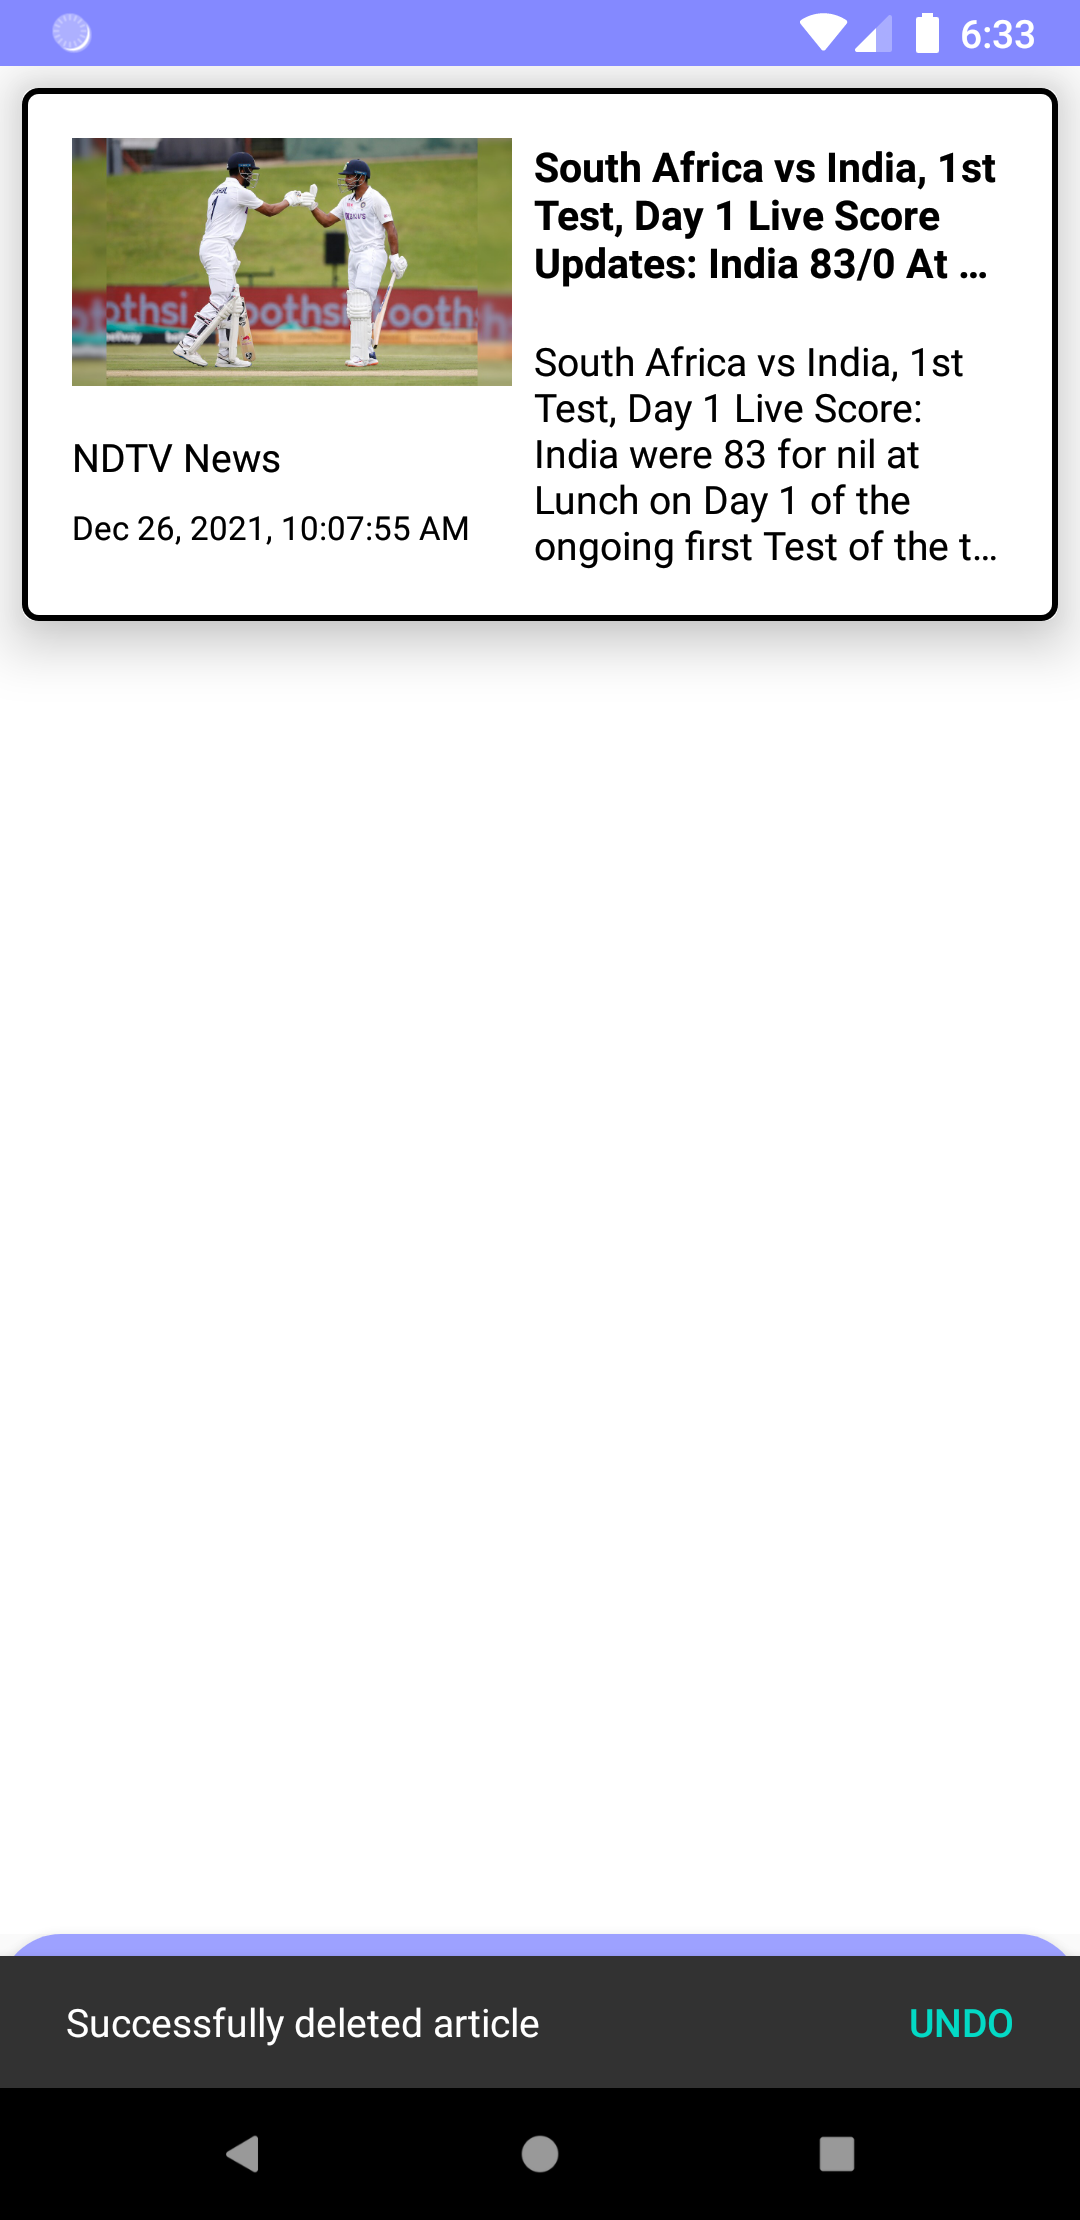 6:33
South Africa vs India, 1st
Test, Day 1 Live Score
Updates: India 83/0 At …
South Africa vs India, 1st
Test, Day 1 Live Score:
India were 83 for nil at
Lunch on Day 1 of the
ongoing first Test of the t…
othsi
oothsi
ooths
NDTV News
Dec 26, 2021, 10:07:55 AM
Successfully deleted article
UNDO